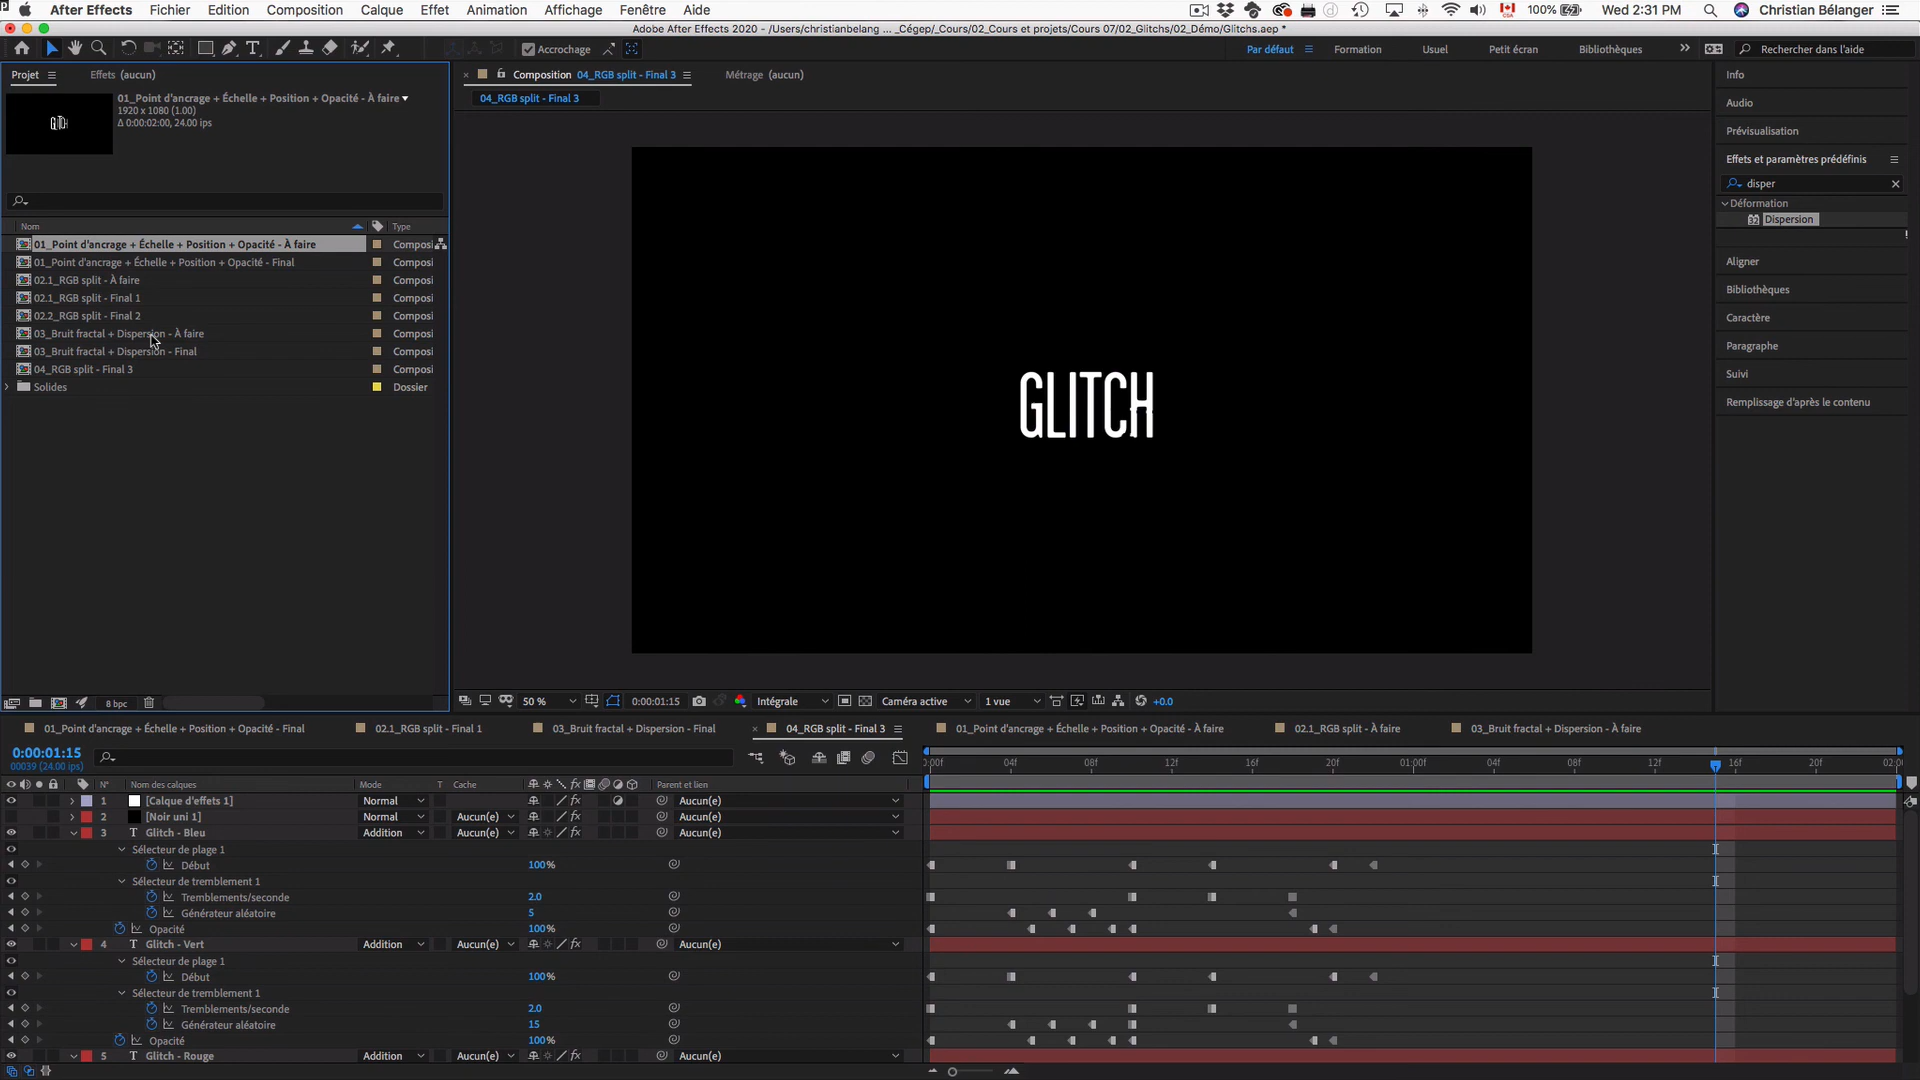 After Effects Fichier Edition Composition Calque Effet Animation Affichage Fenêtre Aide 100% Wed 2:31 PM Christian Bélanger
Adobe After Effects 2020 - /Users/christianbelang ... _Cégep/_Cours/02_Cours et projets/Cours 07/02_Glitchs/02_Démo/Glitchs.aep *
Accrochage Par défaut Formation Usuel Petit écran Bibliothèques Rechercher dans l'aide
Projet Effets (aucun) Composition 04_RGB split - Final 3 Métrage (aucun)
01_Point d'ancrage + Échelle + Position + Opacité - À faire
1920 x 1080 (1.00)
Δ 0:00:02:00, 24.00 ips
04_RGB split - Final 3
Nom Type
01_Point d'ancrage + Échelle + Position + Opacité - À faire Composi
01_Point d'ancrage + Échelle + Position + Opacité - Final Composi
02.1_RGB split - À faire Composi
02.1_RGB split - Final 1 Composi
02.2_RGB split - Final 2 Composi
03_Bruit fractal + Dispersion - À faire Composi
03_Bruit fractal + Dispersion - Final Composi
04_RGB split - Final 3 Composi
Solides Dossier
8 bpc
GLITCH
50 % 0:00:01:15 Intégrale Caméra active 1 vue +0.0
Info
Audio
Prévisualisation
Effets et paramètres prédéfinis
disper
Déformation
Dispersion
Aligner
Bibliothèques
Caractère
Paragraphe
Suivi
Remplissage d'après le contenu
01_Point d'ancrage + Échelle + Position + Opacité - Final 02.1_RGB split - Final 1 03_Bruit fractal + Dispersion - Final 04_RGB split - Final 3 01_Point d'ancrage + Échelle + Position + Opacité - À faire 02.1_RGB split - À faire 03_Bruit fractal + Dispersion - À faire
0:00:01:15
00039 (24.00 ips)
0:00f 04f 08f 12f 16f 20f 01:00f 04f 08f 12f 16f 20f 02:0
N° Nom des calques Mode T Cache Parent et lien
1 [Calque d'effets 1] Normal Aucun(e)
2 [Noir uni 1] Normal Aucun(e) Aucun(e)
3 T Glitch - Bleu Addition Aucun(e) Aucun(e)
Sélecteur de plage 1
Début 100%
Sélecteur de tremblement 1
Tremblements/seconde 2.0
Générateur aléatoire 5
Opacité 100%
4 T Glitch - Vert Addition Aucun(e) Aucun(e)
Sélecteur de plage 1
Début 100%
Sélecteur de tremblement 1
Tremblements/seconde 2.0
Générateur aléatoire 15
Opacité 100%
5 T Glitch - Rouge Addition Aucun(e) Aucun(e)